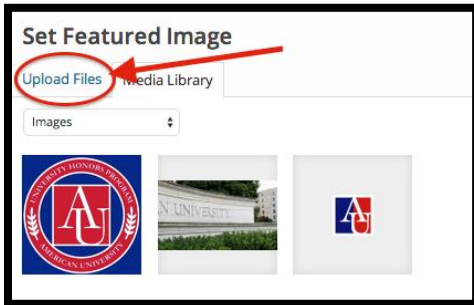 Set Featured Image
Upload Files
Media Library
Images
UNIVERSITY HONORS PROGRAM
AU
AMERICAN UNIVERSITY
N UNIVERSITY
AU